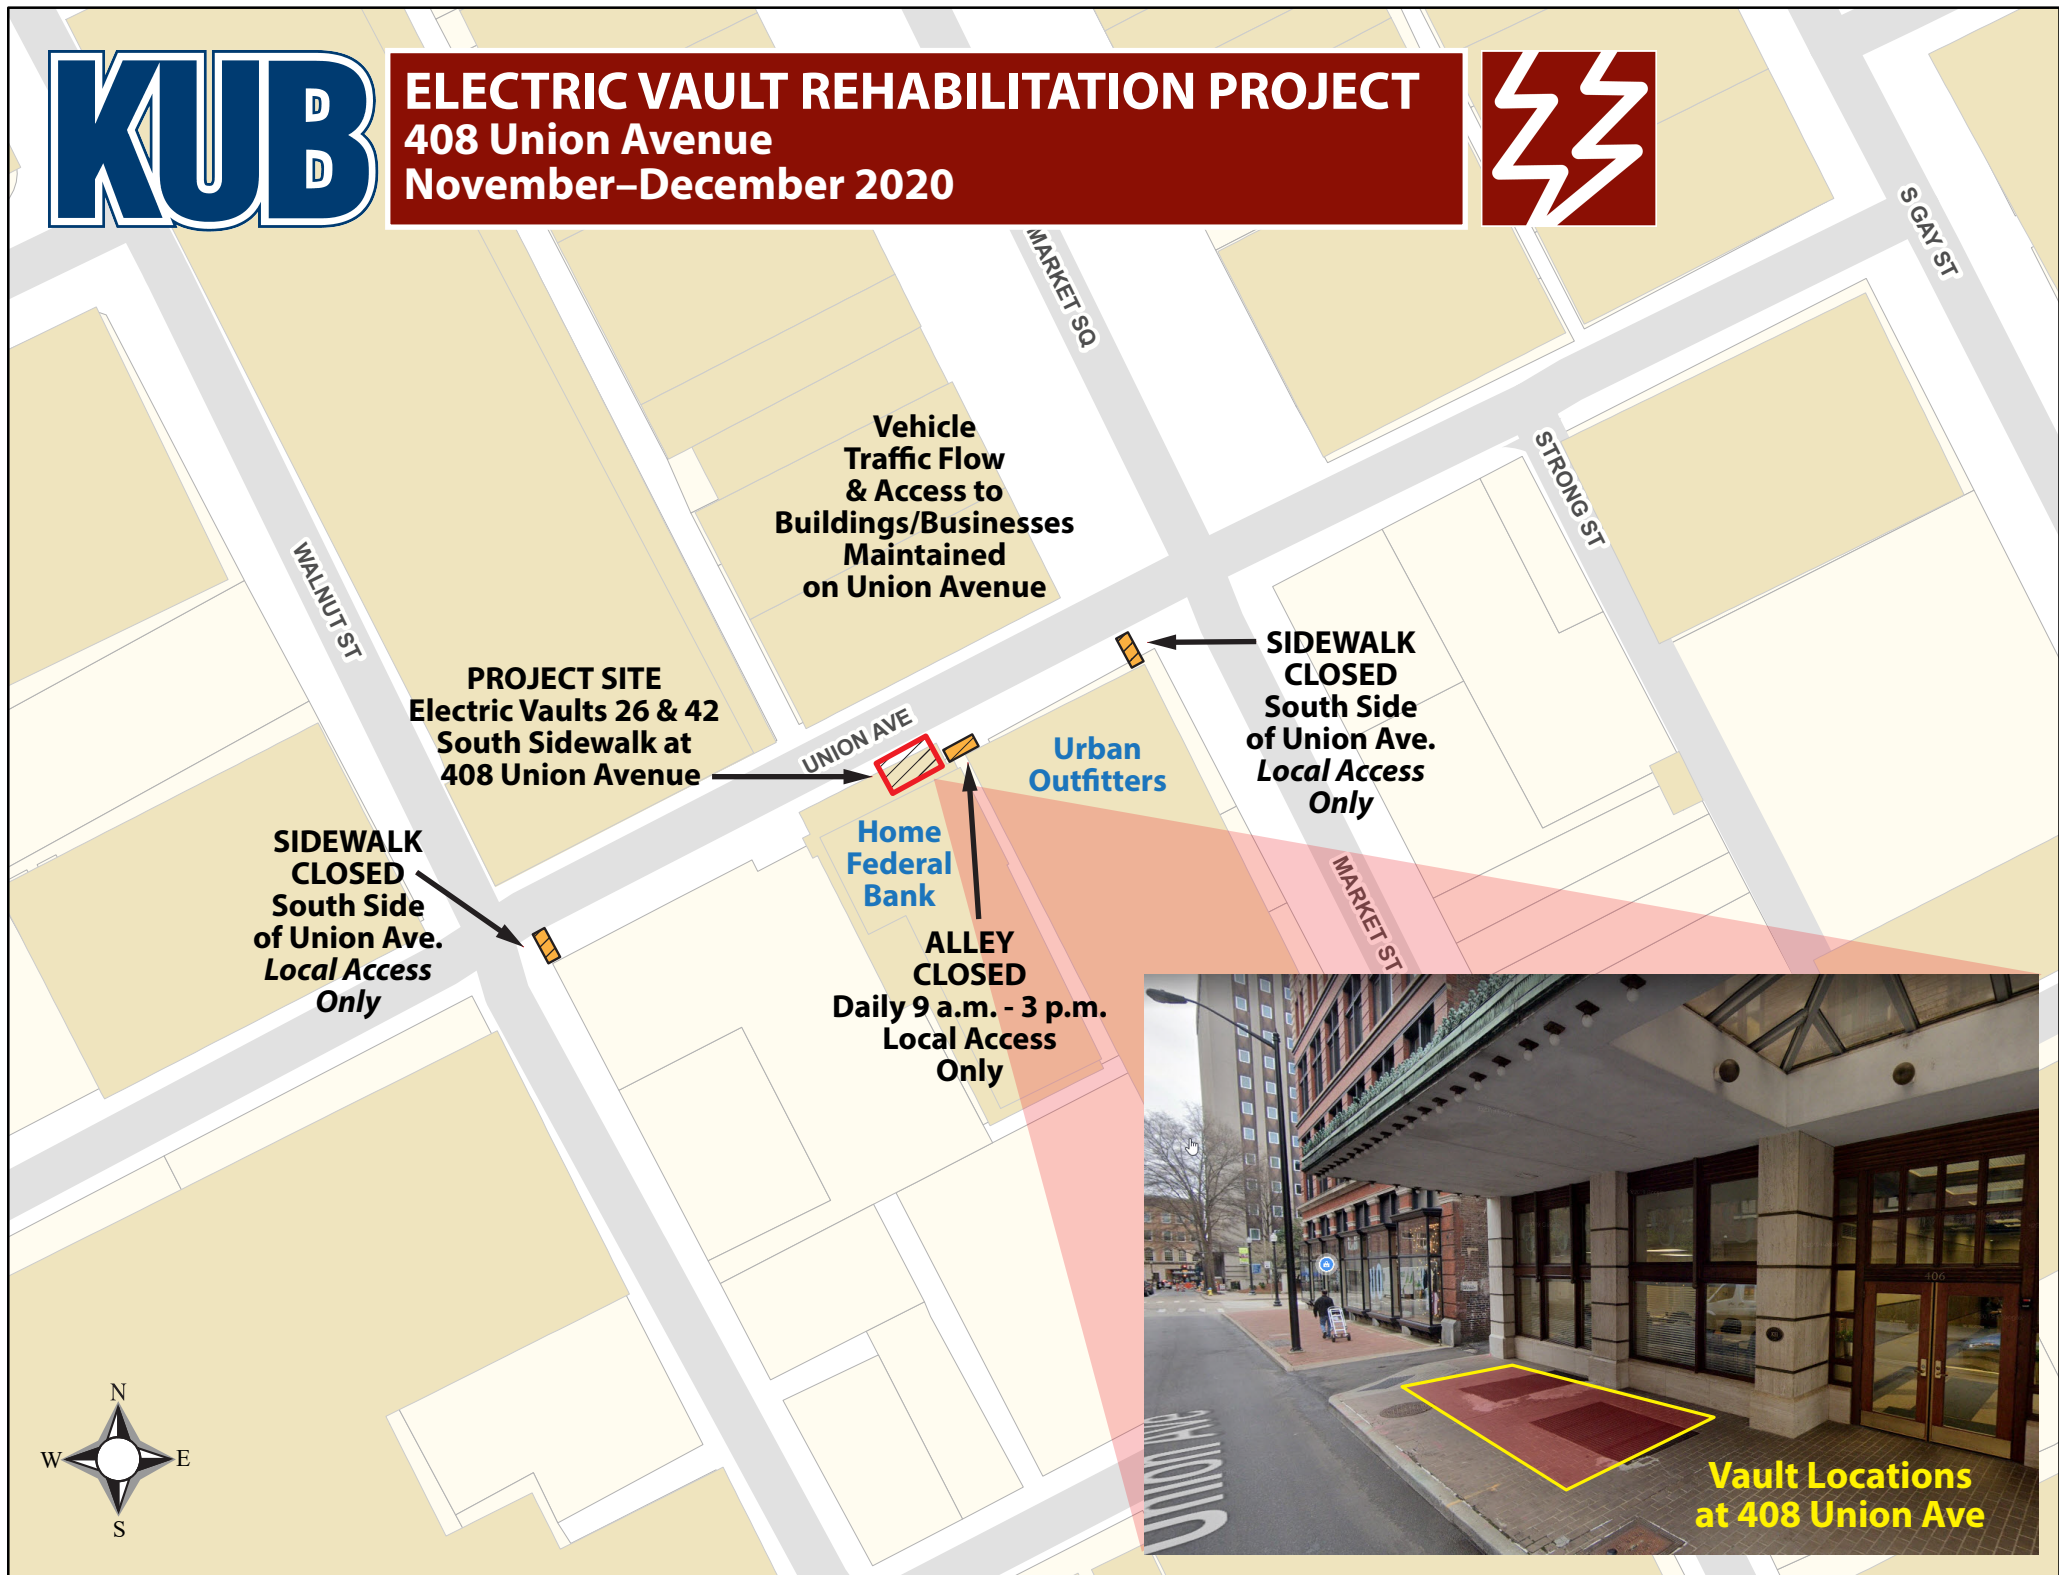 KUB
ELECTRIC VAULT REHABILITATION PROJECT
408 Union Avenue
November–December 2020
S GAY ST
MARKET SQ
Vehicle
Traffic Flow
& Access to
Buildings/Businesses
Maintained
on Union Avenue
STRONG ST
WALNUT ST
PROJECT SITE
Electric Vaults 26 & 42
South Sidewalk at
408 Union Avenue
UNION AVE
SIDEWALK
CLOSED
South Side
of Union Ave.
Local Access
Only
Urban
Outfitters
Home
Federal
Bank
SIDEWALK
CLOSED
South Side
of Union Ave.
Local Access
Only
MARKET ST
ALLEY
CLOSED
Daily 9 a.m. - 3 p.m.
Local Access
Only
406
Union Ave
Vault Locations
at 408 Union Ave
N
W
E
S